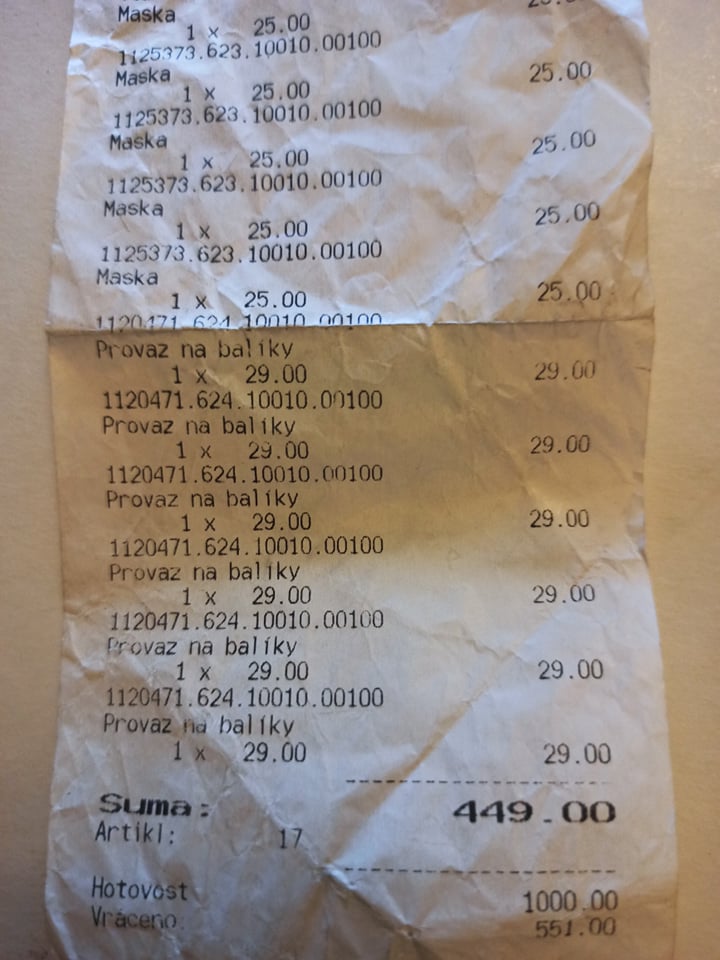 Maska
1 x 25.00
1125373.623.10010.00100
Maska 25.00
1 x 25.00
1125373.623.10010.00100
Maska 25.00
1 x 25.00
1125373.623.10010.00100
Maska 25.00
1 x 25.00
1125373.623.10010.00100
Maska
1 x 25.00 25.00
1120471.624.10010.00100
Provaz na balíky
1 x 29.00 29.00
1120471.624.10010.00100
Provaz na balíky
1 x 29.00 29.00
1120471.624.10010.00100
Provaz na balíky
1 x 29.00 29.00
1120471.624.10010.00100
Provaz na balíky
1 x 29.00 29.00
1120471.624.10010.00100
Provaz na balíky
1 x 29.00 29.00
1120471.624.10010.00100
Provaz na balíky
1 x 29.00 29.00
Suma: 449.00
Artikl: 17
Hotovost 1000.00
Vráceno 551.00